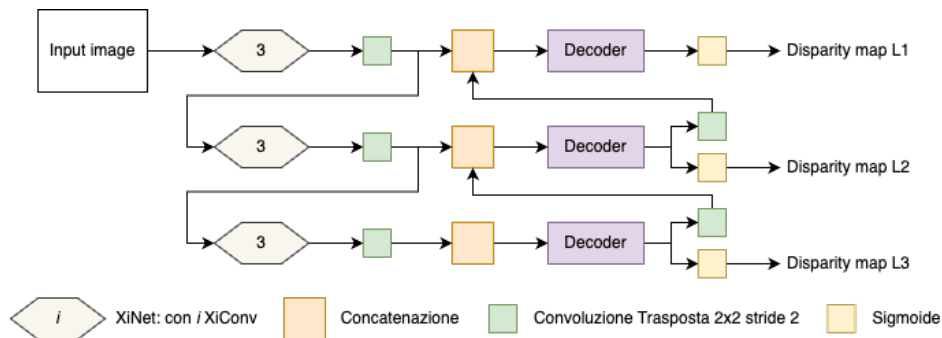 Input image
3
Decoder
Disparity map L1
3
Decoder
Disparity map L2
3
Decoder
Disparity map L3
i
XiNet: con i XiConv
Concatenazione
Convoluzione Trasposta 2x2 stride 2
Sigmoide